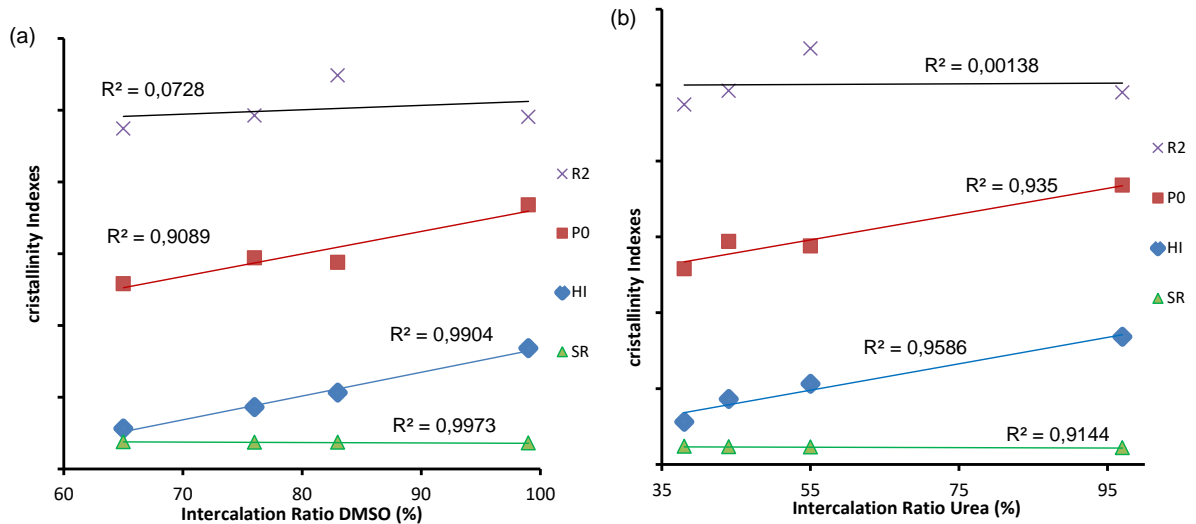 (a)
R² = 0,0728
R² = 0,9089
R² = 0,9904
R² = 0,9973
cristallinity Indexes
60 70 80 90 100
Intercalation Ratio DMSO (%)
R2
P0
HI
SR
(b)
R² = 0,00138
R² = 0,935
R² = 0,9586
R² = 0,9144
cristallinity Indexes
35 55 75 95
Intercalation Ratio Urea (%)
R2
P0
HI
SR